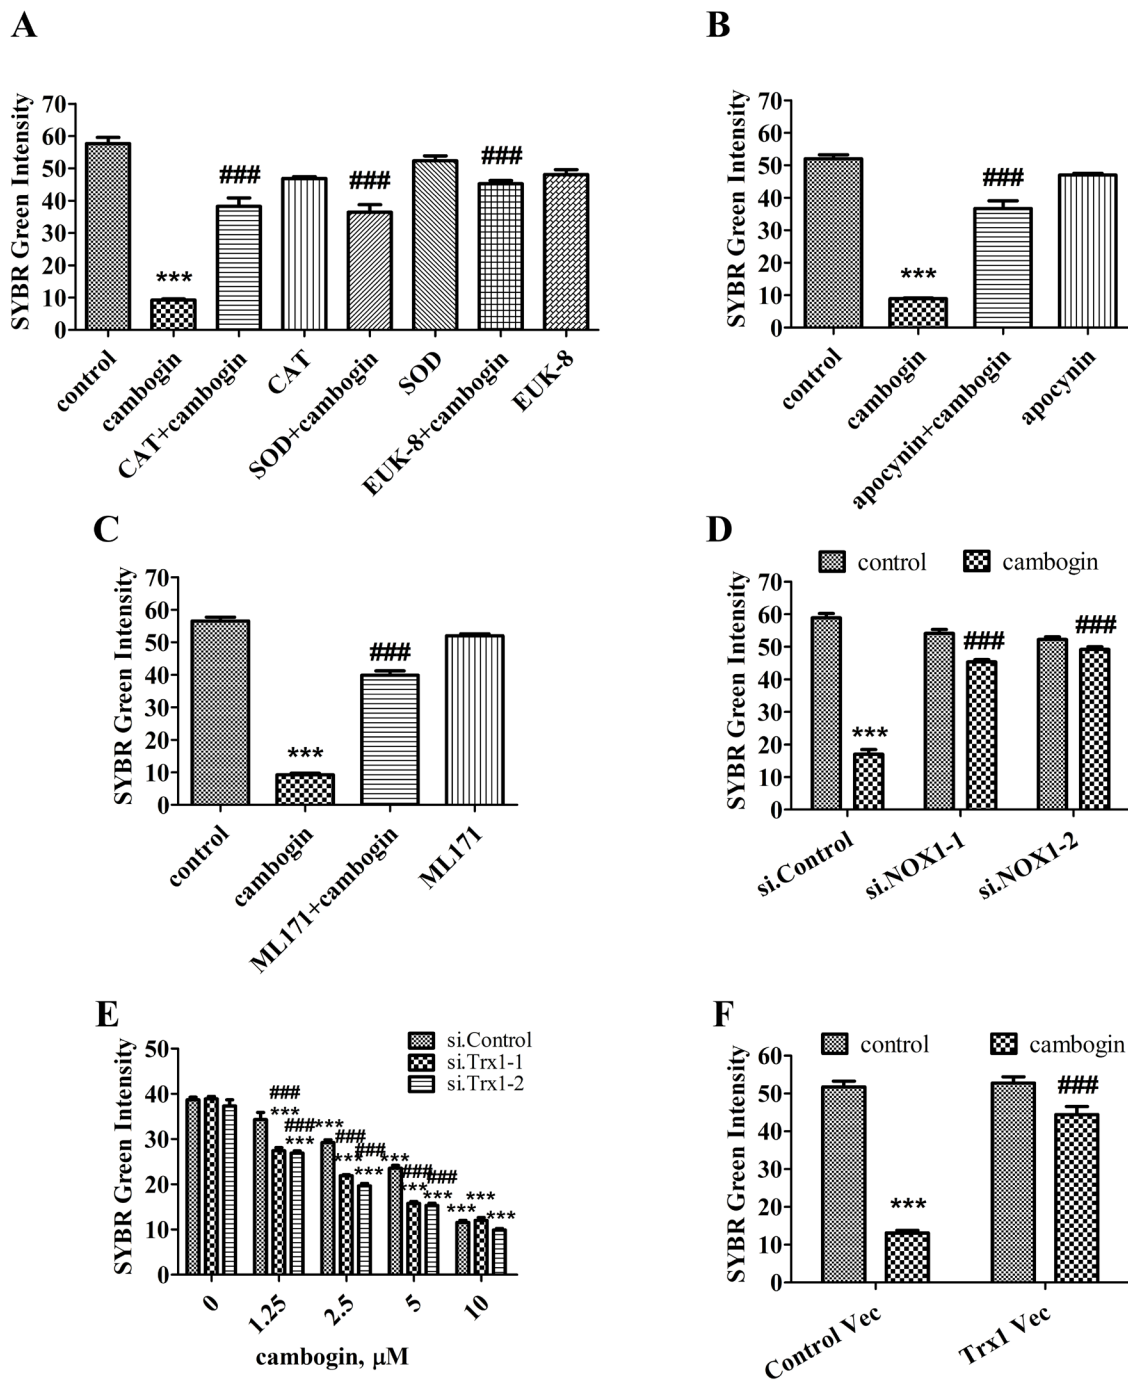 A
SYBR Green Intensity
70
60
50
40
30
20
10
0
***
###
###
###
control
cambogin
CAT+cambogin
CAT
SOD+cambogin
SOD
EUK-8+cambogin
EUK-8
B
SYBR Green Intensity
70
60
50
40
30
20
10
0
***
###
control
cambogin
apocynin+cambogin
apocynin
C
SYBR Green Intensity
70
60
50
40
30
20
10
0
***
###
control
cambogin
ML171+cambogin
ML171
D
control
cambogin
SYBR Green Intensity
70
60
50
40
30
20
10
0
***
###
###
si.Control
si.NOX1-1
si.NOX1-2
E
si.Control
si.Trx1-1
si.Trx1-2
SYBR Green Intensity
50
40
30
20
10
0
###
***
###
***
***
###
***
###
***
***
###
***
###
***
***
***
***
0
1.25
2.5
5
10
cambogin, μM
F
control
cambogin
SYBR Green Intensity
60
50
40
30
20
10
0
***
###
Control Vec
Trx1 Vec